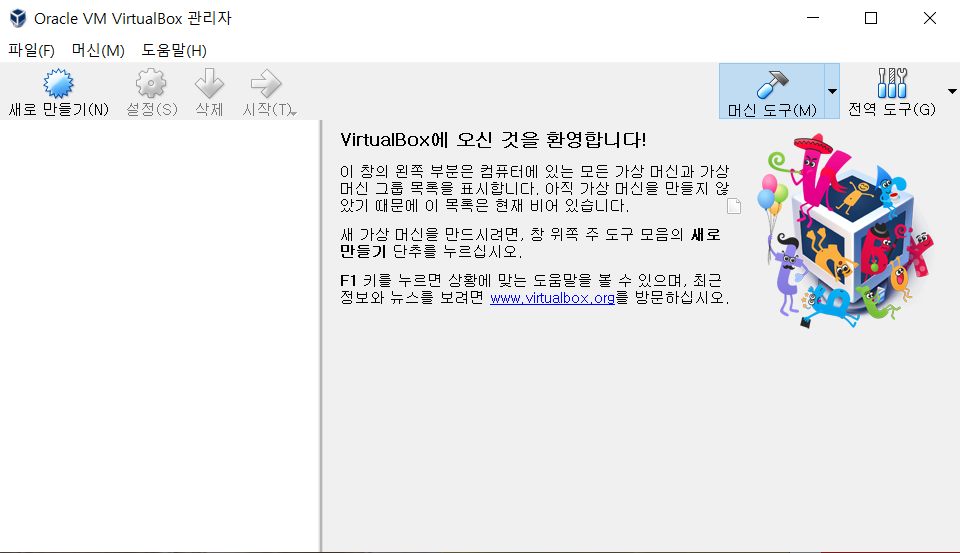 Oracle VM VirtualBox 관리자
파일(F) 머신(M) 도움말(H)
새로 만들기(N) 설정(S) 삭제 시작(T) 머신 도구(M) 전역 도구(G)
VirtualBox에 오신 것을 환영합니다!
이 창의 왼쪽 부분은 컴퓨터에 있는 모든 가상 머신과 가상
머신 그룹 목록을 표시합니다. 아직 가상 머신을 만들지 않
았기 때문에 이 목록은 현재 비어 있습니다.
새 가상 머신을 만드시려면, 창 위쪽 주 도구 모음의 새로
만들기 단추를 누르십시오.
F1 키를 누르면 상황에 맞는 도움말을 볼 수 있으며, 최근
정보와 뉴스를 보려면 www.virtualbox.org를 방문하십시오.